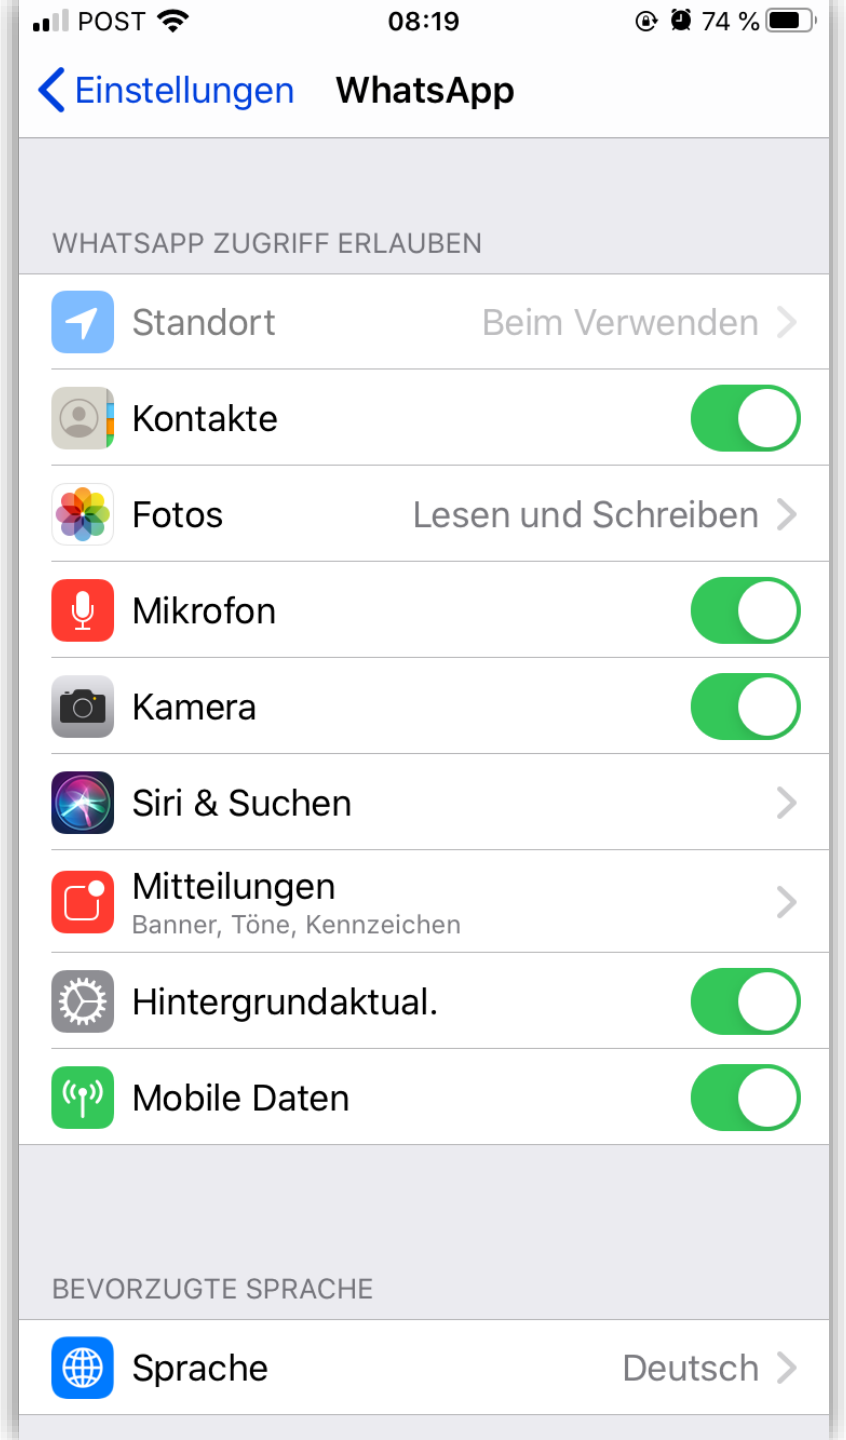 POST 08:19 74 %
Einstellungen WhatsApp
WHATSAPP ZUGRIFF ERLAUBEN
Standort Beim Verwenden
Kontakte
Fotos Lesen und Schreiben
Mikrofon
Kamera
Siri & Suchen
Mitteilungen
Banner, Töne, Kennzeichen
Hintergrundaktual.
Mobile Daten
BEVORZUGTE SPRACHE
Sprache Deutsch